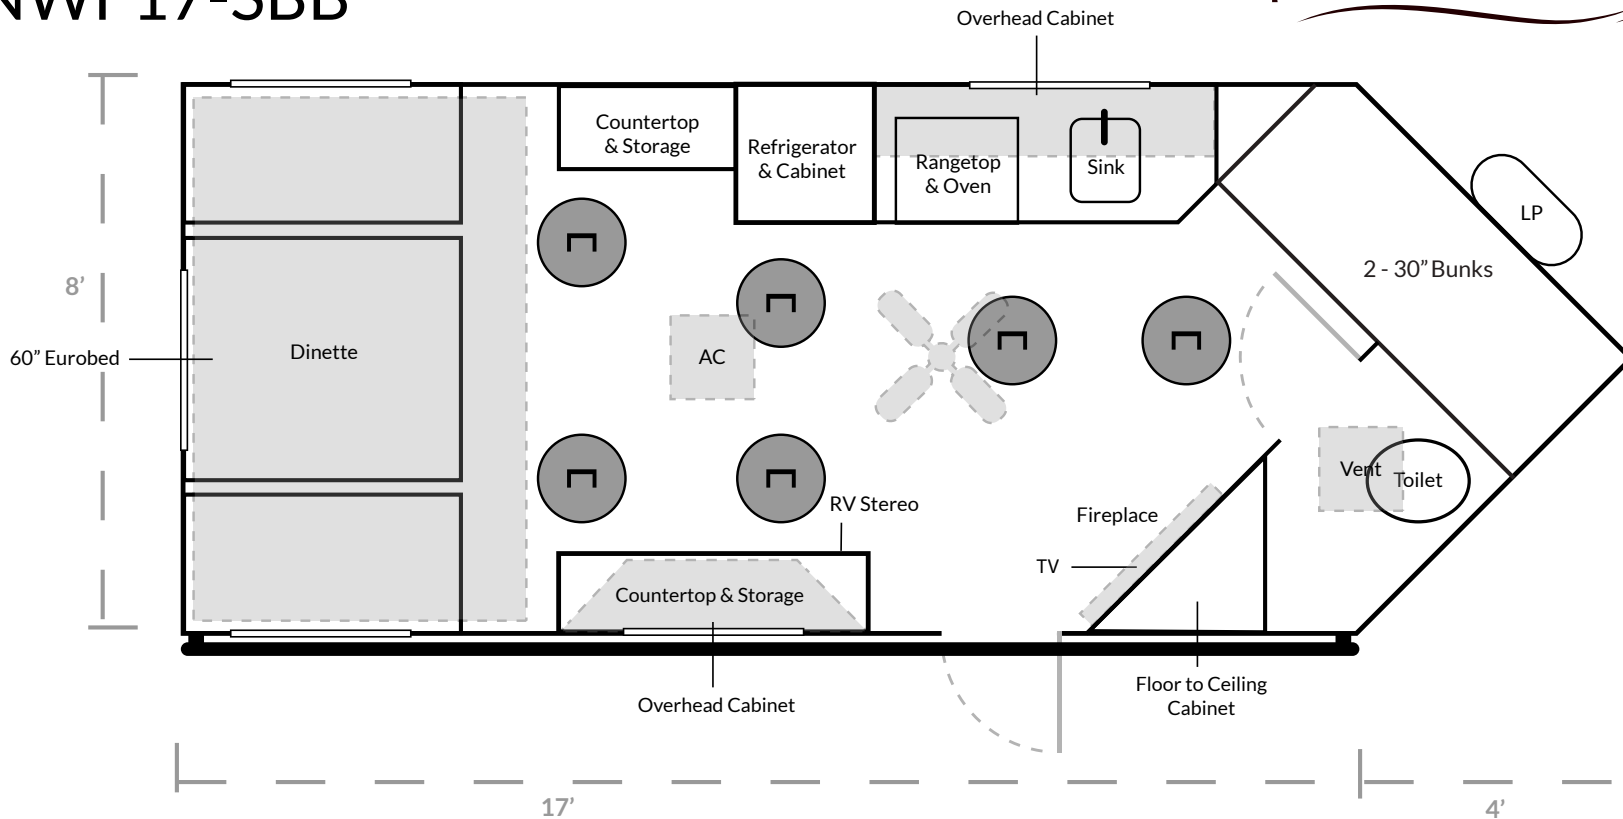 Overhead Cabinet
Countertop
& Storage
Refrigerator
& Cabinet
Rangetop
& Oven
Sink
LP
2 - 30” Bunks
8’
60” Eurobed
Dinette
AC
Vent
Toilet
RV Stereo
Fireplace
TV
Countertop & Storage
Overhead Cabinet
Floor to Ceiling
Cabinet
17’
4’